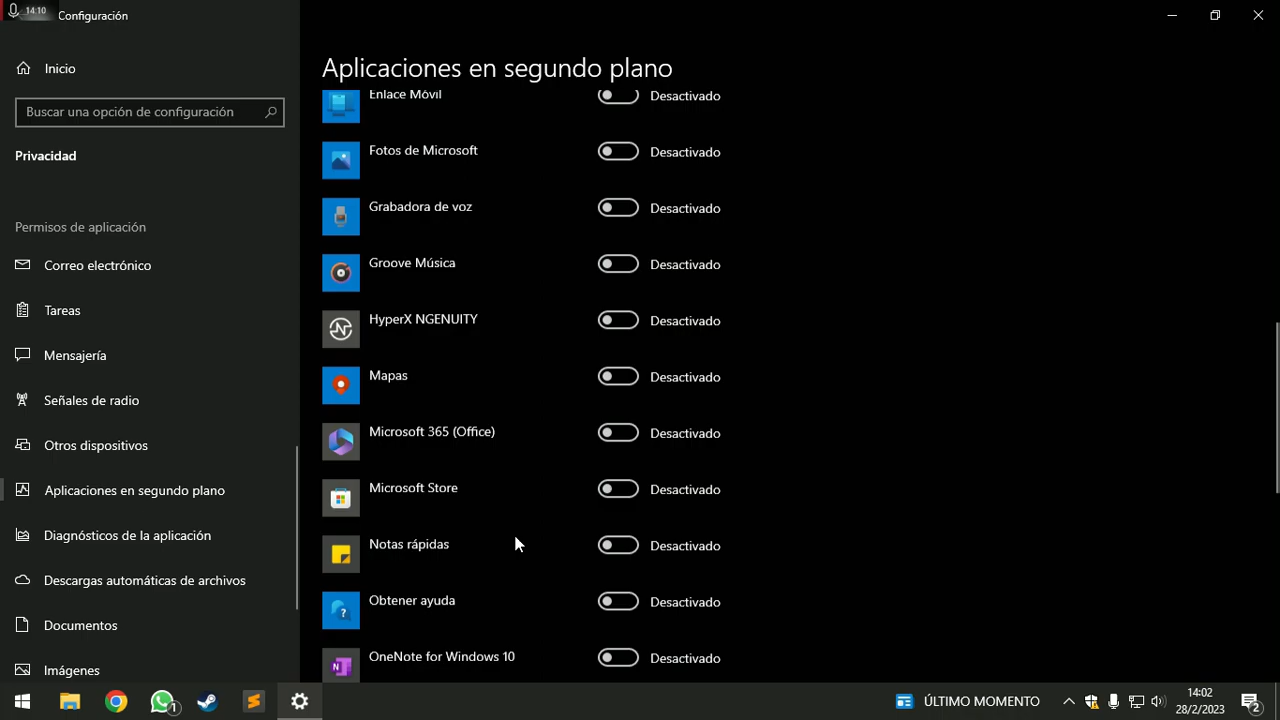 14:10
Configuración
Inicio
Buscar una opción de configuración
Privacidad
Permisos de aplicación
Correo electrónico
Tareas
Mensajería
Señales de radio
Otros dispositivos
Aplicaciones en segundo plano
Diagnósticos de la aplicación
Descargas automáticas de archivos
Documentos
Imágenes
Aplicaciones en segundo plano
Enlace Móvil Desactivado
Fotos de Microsoft Desactivado
Grabadora de voz Desactivado
Groove Música Desactivado
HyperX NGENUITY Desactivado
Mapas Desactivado
Microsoft 365 (Office) Desactivado
Microsoft Store Desactivado
Notas rápidas Desactivado
Obtener ayuda Desactivado
OneNote for Windows 10 Desactivado
1
ÚLTIMO MOMENTO
14:02
28/2/2023
2